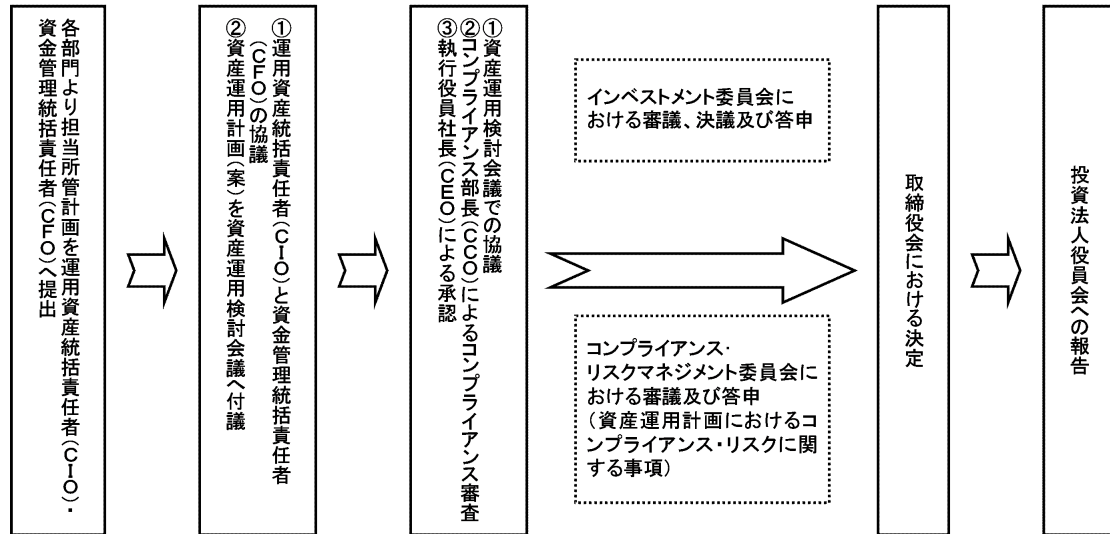 各部門より担当所管計画を運用資産統括責任者(CIO)・
資金管理統括責任者(CFO)へ提出
①運用資産統括責任者(CIO)と資金管理統括責任者
(CFO)の協議
②資産運用計画(案)を資産運用検討会議へ付議
①資産運用検討会議での協議
②コンプライアンス部長(CCO)によるコンプライアンス審査
③執行役員社長(CEO)による承認
インベストメント委員会に
おける審議、決議及び答申
コンプライアンス・
リスクマネジメント委員会に
おける審議及び答申
(資産運用計画におけるコ
ンプライアンス・リスクに関
する事項)
取締役会における決定
投資法人役員会への報告